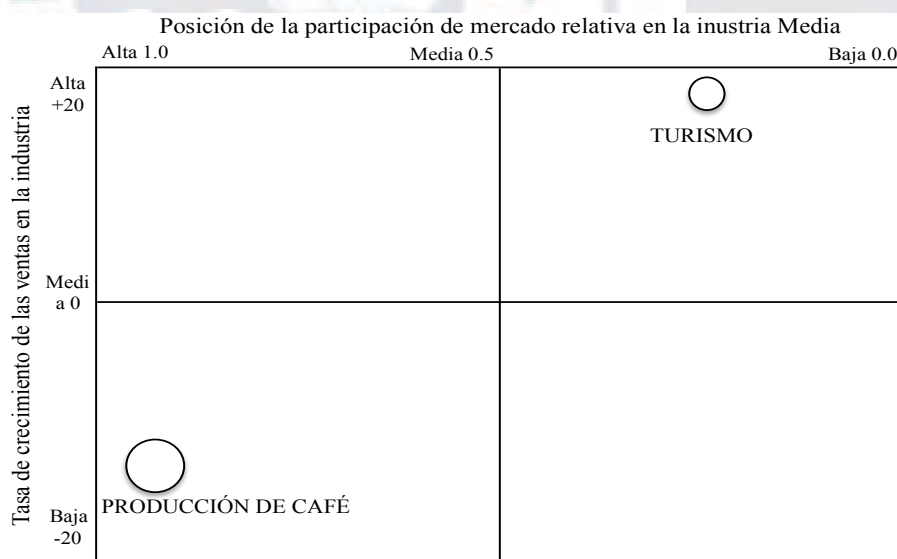 Posición de la participación de mercado relativa en la inustria Media
Alta 1.0 Media 0.5 Baja 0.0
Alta
+20
TURISMO
Tasa de crecimiento de las ventas en la industria
Medi
a 0
PRODUCCIÓN DE CAFÉ
Baja
-20